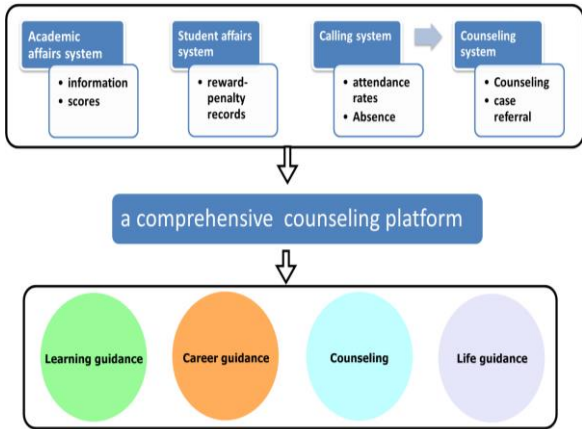 Academic
affairs system
• information
• scores
Student affairs
system
• reward-
penalty
records
Calling system
• attendance
rates
• Absence
Counseling
system
• Counseling
• case
referral
a comprehensive counseling platform
Learning guidance
Career guidance
Counseling
Life guidance